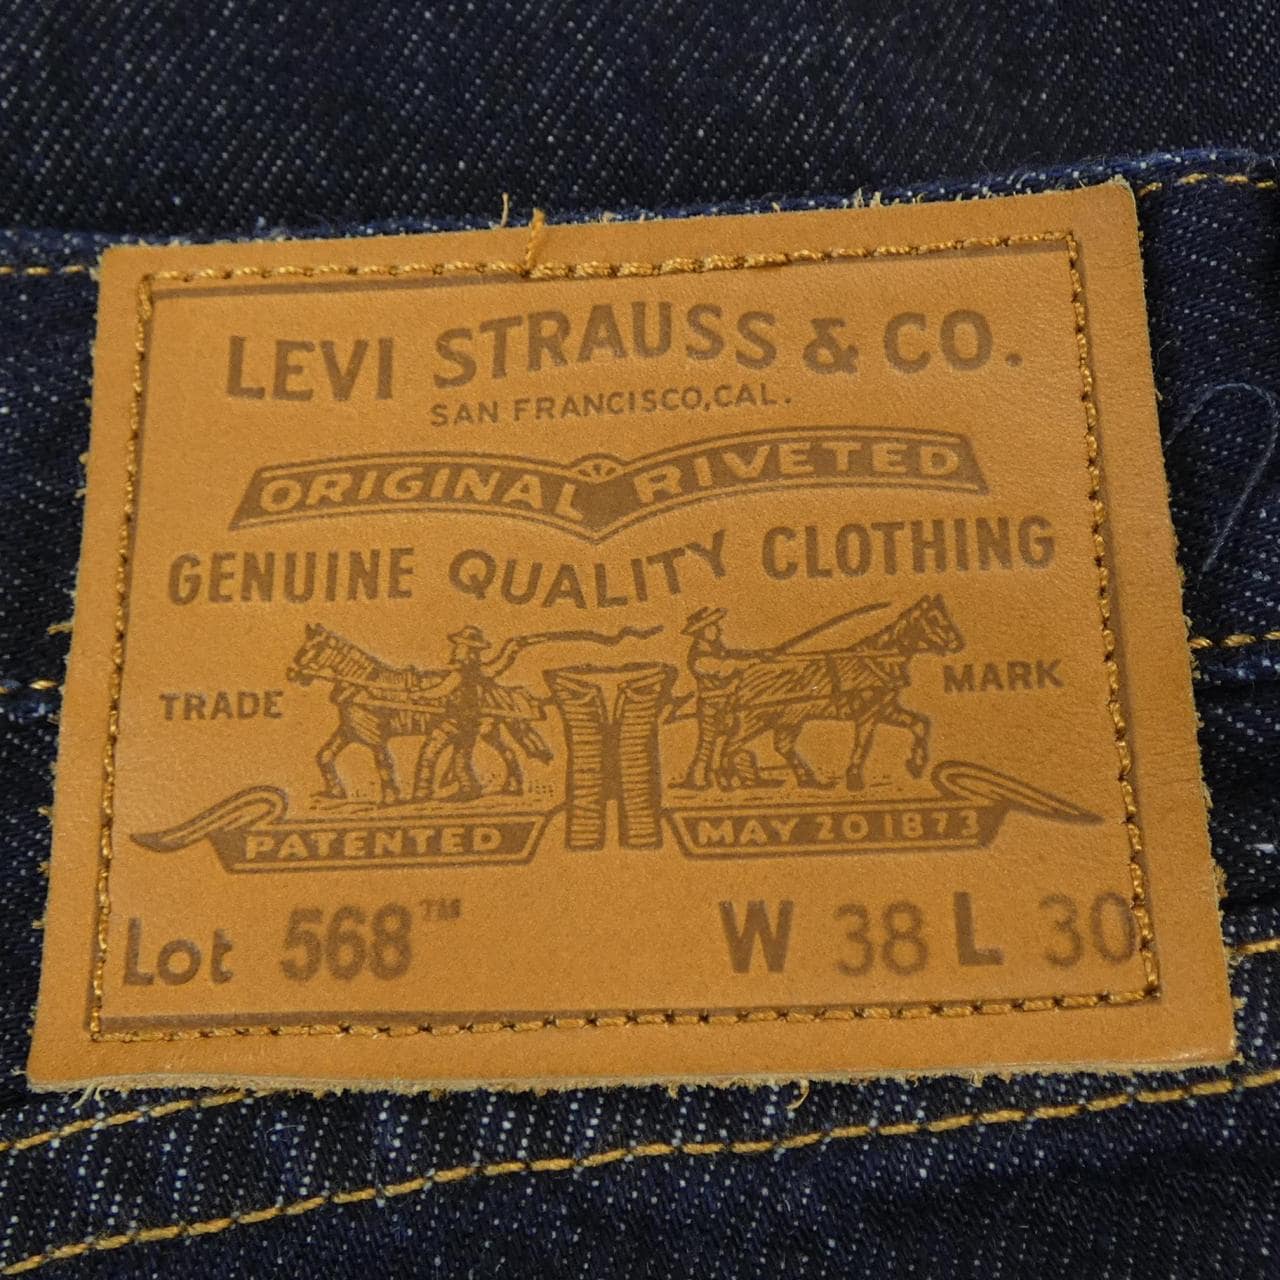 LEVI STRAUSS & CO.
SAN FRANCISCO, CAL.
ORIGINAL RIVETED
GENUINE QUALITY CLOTHING
TRADE MARK
PATENTED MAY 20 1873
Lot 568™ W 38 L 30